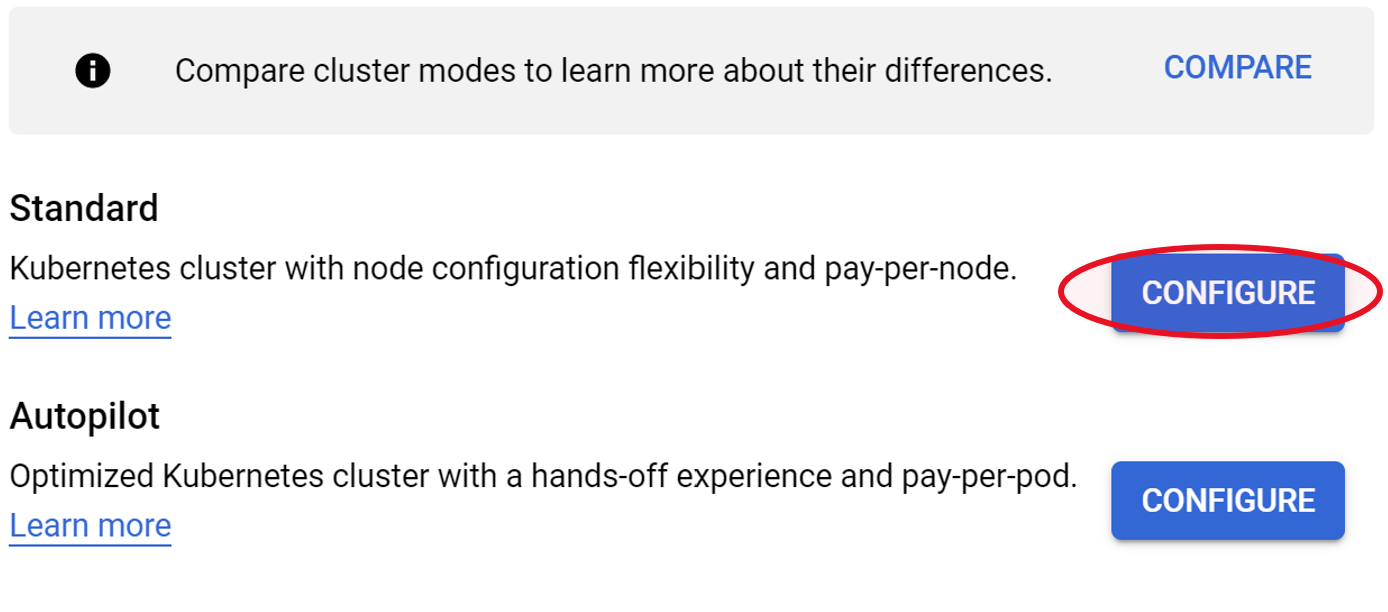 Compare cluster modes to learn more about their differences. COMPARE
Standard
Kubernetes cluster with node configuration flexibility and pay-per-node.
Learn more
CONFIGURE
Autopilot
Optimized Kubernetes cluster with a hands-off experience and pay-per-pod.
Learn more
CONFIGURE